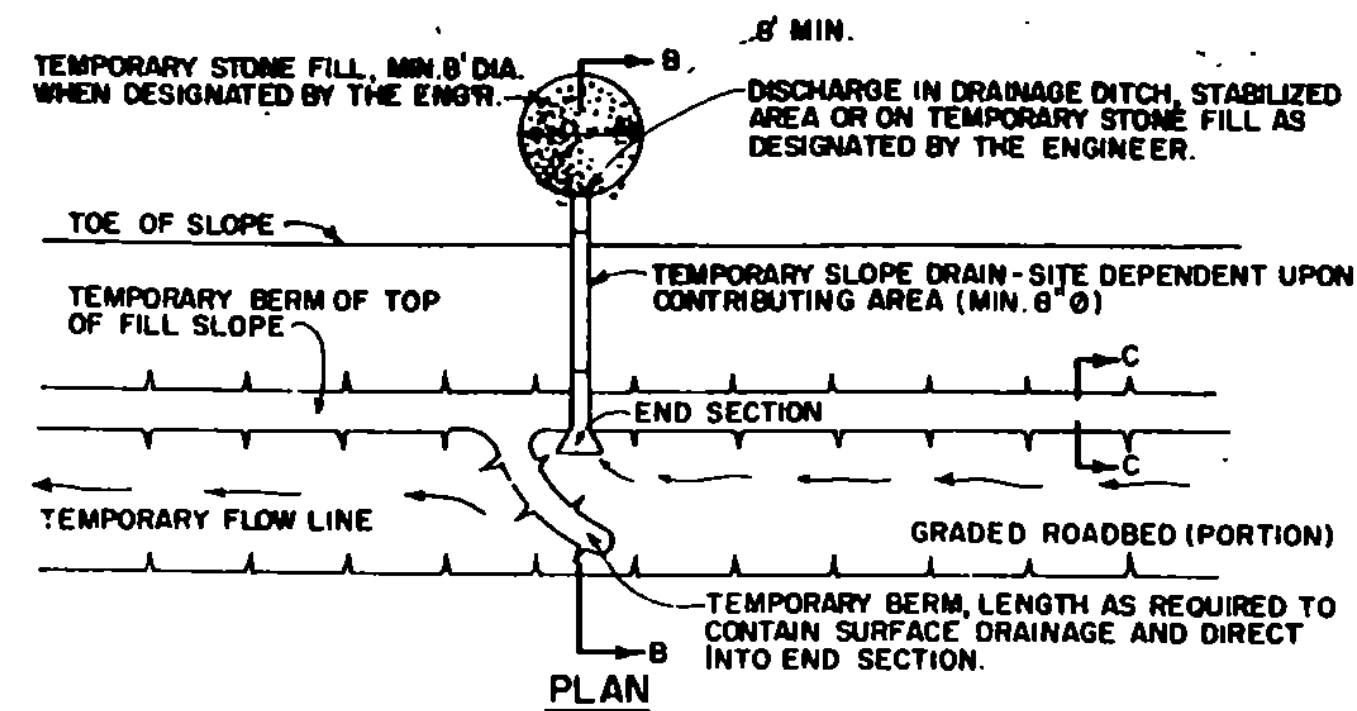 8' MIN.
B
TEMPORARY STONE FILL, MIN. 8' DIA.
WHEN DESIGNATED BY THE ENGR.
DISCHARGE IN DRAINAGE DITCH, STABILIZED
AREA OR ON TEMPORARY STONE FILL AS
DESIGNATED BY THE ENGINEER.
TOE OF SLOPE
TEMPORARY SLOPE DRAIN-SITE DEPENDENT UPON
CONTRIBUTING AREA (MIN. 8"Ø)
TEMPORARY BERM OF TOP
OF FILL SLOPE
C
END SECTION
C
TEMPORARY FLOW LINE
GRADED ROADBED (PORTION)
TEMPORARY BERM, LENGTH AS REQUIRED TO
CONTAIN SURFACE DRAINAGE AND DIRECT
INTO END SECTION.
B
PLAN